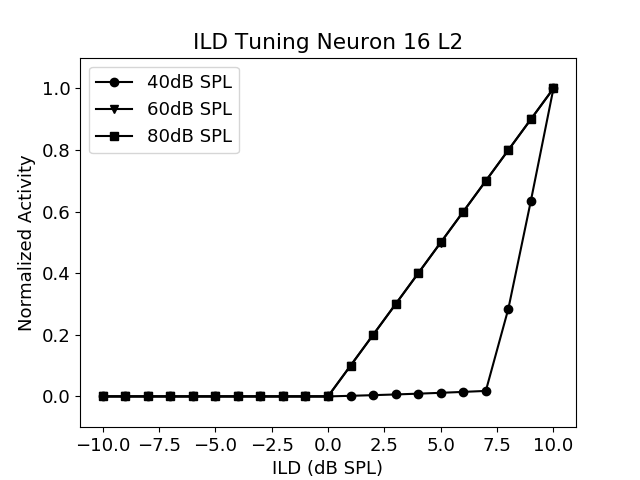 ILD Tuning Neuron 16 L2
40dB SPL
60dB SPL
80dB SPL
Normalized Activity
1.0
0.8
0.6
0.4
0.2
0.0
−10.0 −7.5 −5.0 −2.5 0.0 2.5 5.0 7.5 10.0
ILD (dB SPL)